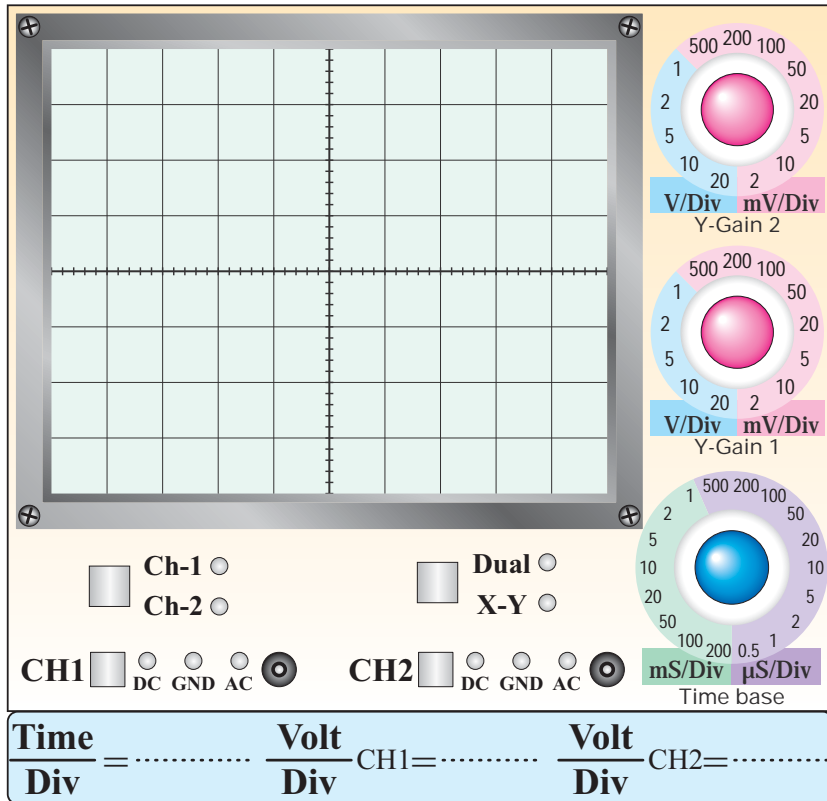 500 200 100
1 50
2 20
5 5
10 10
20 2
V/Div mV/Div
Y-Gain 2
500 200 100
1 50
2 20
5 5
10 10
20 2
V/Div mV/Div
Y-Gain 1
1 500 200 100
2 50
5 20
10 10
20 5
50 2
100 1
200 0.5
mS/Div µS/Div
Time base
Ch-1
Ch-2
Dual
X-Y
CH1 DC GND AC
CH2 DC GND AC
Time/Div = ............. Volt/Div CH1= ............. Volt/Div CH2= .............